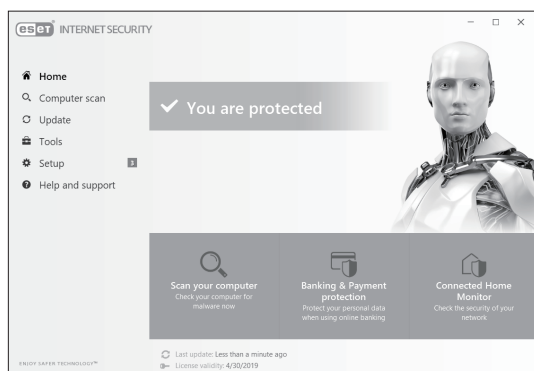 eset INTERNET SECURITY
Home
Computer scan
Update
Tools
Setup 3
Help and support
ENJOY SAFER TECHNOLOGY™
You are protected
Scan your computer
Check your computer for
malware now
Banking & Payment
protection
Protect your personal data
when using online banking
Connected Home
Monitor
Check the security of your
network
Last update: Less than a minute ago
License validity: 4/30/2019